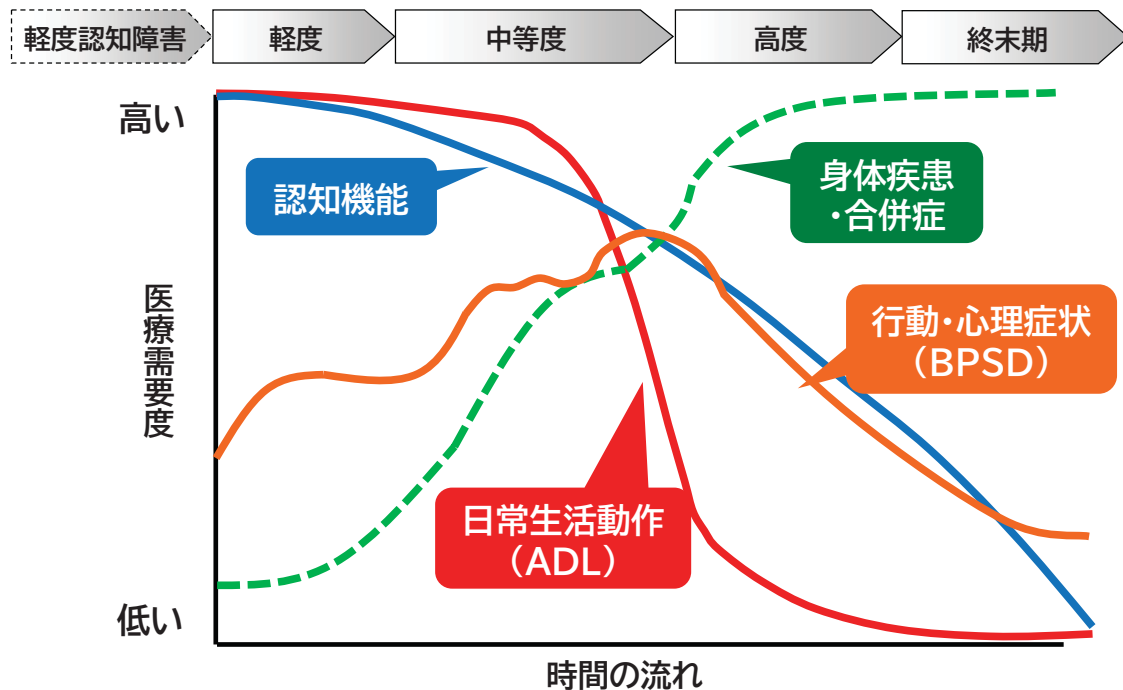 軽度認知障害
軽度
中等度
高度
終末期
高い
認知機能
身体疾患
・合併症
医療需要度
行動・心理症状
（BPSD）
日常生活動作
（ADL）
低い
時間の流れ